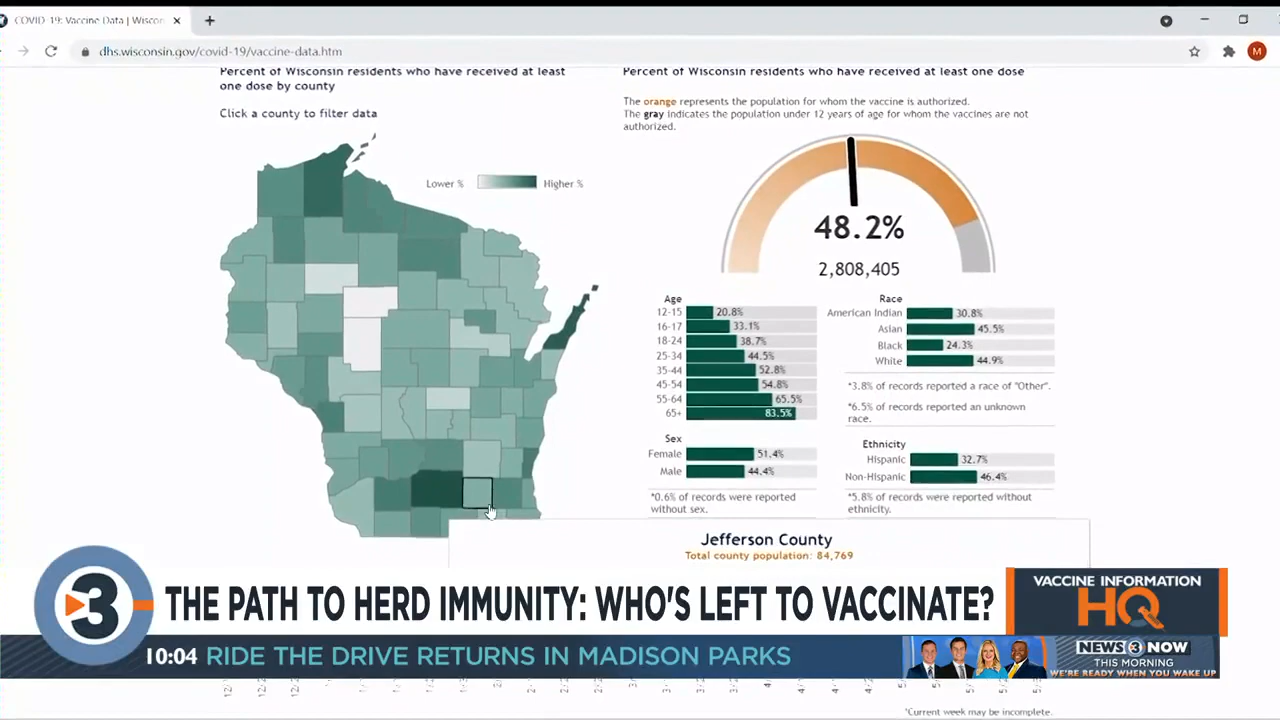 COVID-19: Vaccine Data | Wiscon
dhs.wisconsin.gov/covid-19/vaccine-data.htm
M
Percent of Wisconsin residents who have received at least
one dose by county
Click a county to filter data
Lower %
Higher %
Percent of Wisconsin residents who have received at least one dose
The orange represents the population for whom the vaccine is authorized.
The gray indicates the population under 12 years of age for whom the vaccines are not
authorized.
48.2%
2,808,405
Age
12-15 20.8%
16-17 33.1%
18-24 38.7%
25-34 44.5%
35-44 52.8%
45-54 54.8%
55-64 65.5%
65+ 83.5%
Race
American Indian 30.8%
Asian 45.5%
Black 24.3%
White 44.9%
*3.8% of records reported a race of "Other".
*6.5% of records reported an unknown
race.
Sex
Female 51.4%
Male 44.4%
*0.6% of records were reported
without sex.
Ethnicity
Hispanic 32.7%
Non-Hispanic 46.4%
*5.8% of records were reported without
ethnicity.
Jefferson County
Total county population: 84,769
3
THE PATH TO HERD IMMUNITY: WHO'S LEFT TO VACCINATE?
VACCINE INFORMATION
HQ
10:04 RIDE THE DRIVE RETURNS IN MADISON PARKS
NEWS 3 NOW
THIS MORNING
WE'RE READY WHEN YOU WAKE UP
*Current week may be incomplete.